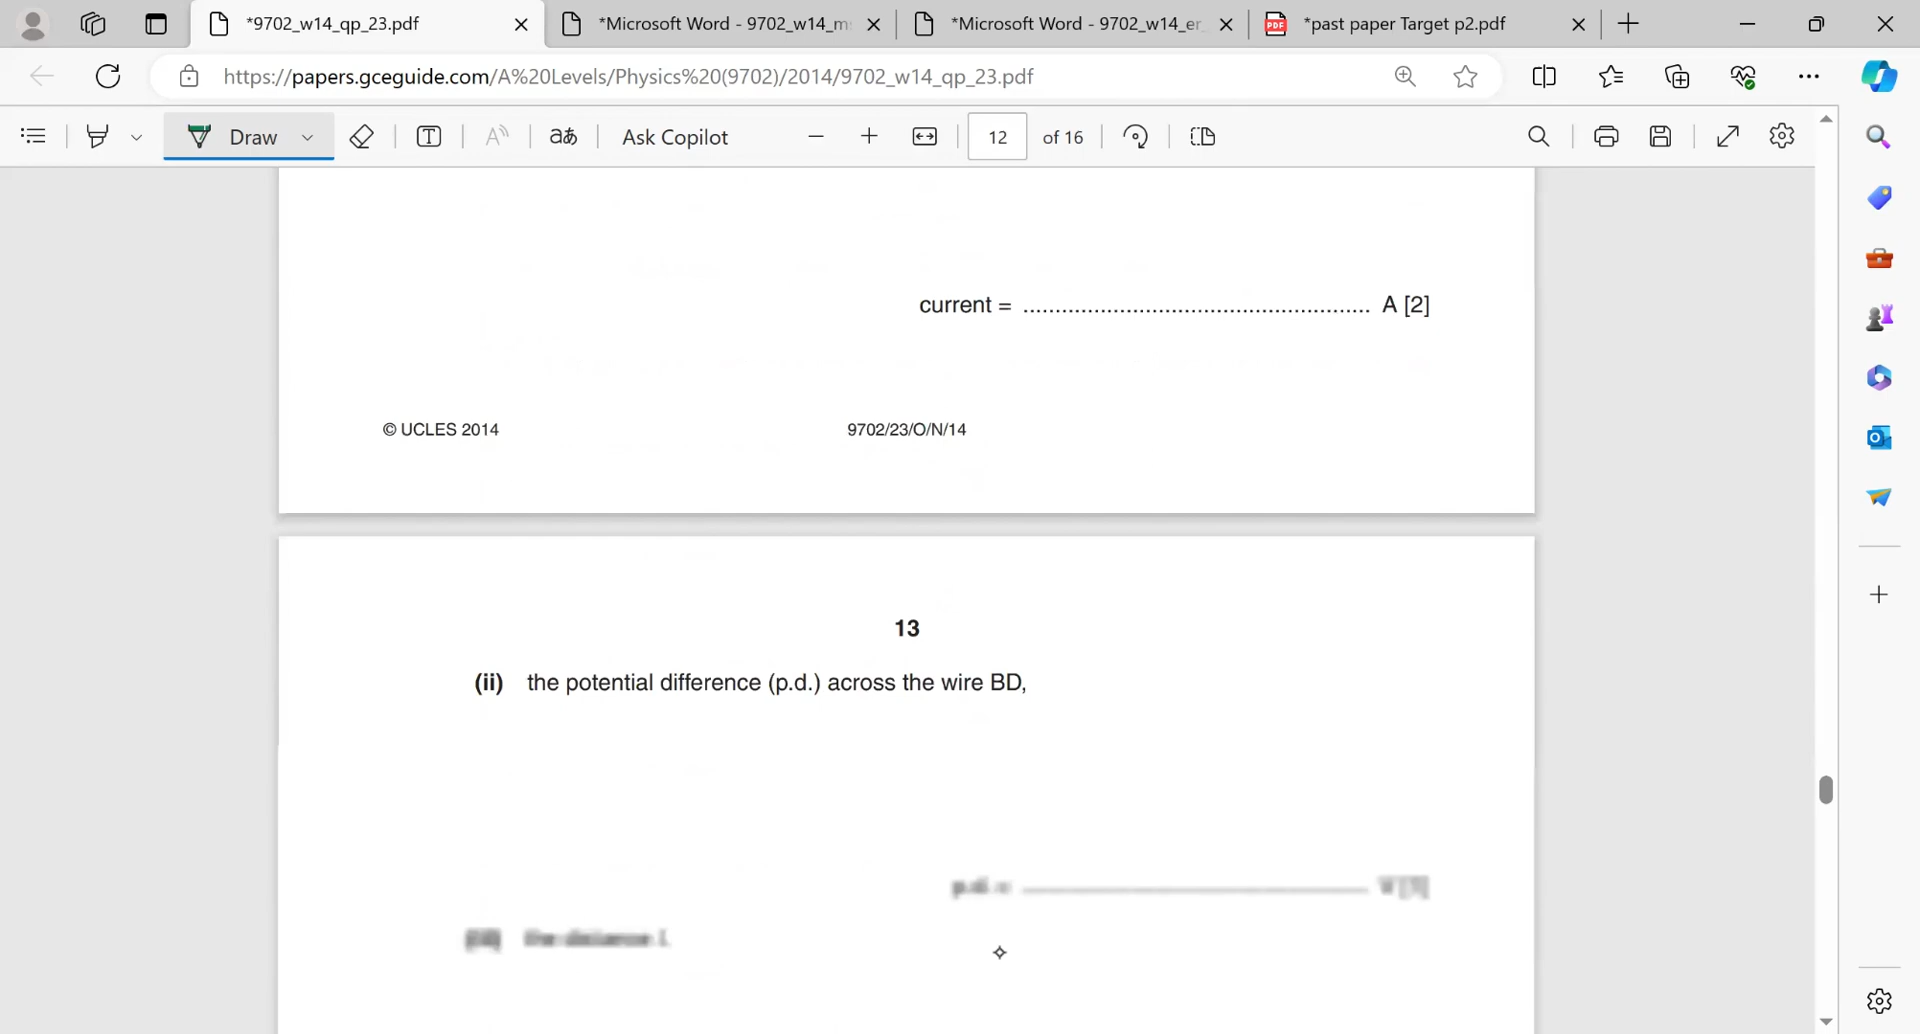 *9702_w14_qp_23.pdf
*Microsoft Word - 9702_w14_m
*Microsoft Word - 9702_w14_er_
*past paper Target p2.pdf
https://papers.gceguide.com/A%20Levels/Physics%20(9702)/2014/9702_w14_qp_23.pdf
Draw
Ask Copilot
12 of 16
current = ...................................................... A [2]
© UCLES 2014
9702/23/O/N/14
13
(ii) the potential difference (p.d.) across the wire BD,